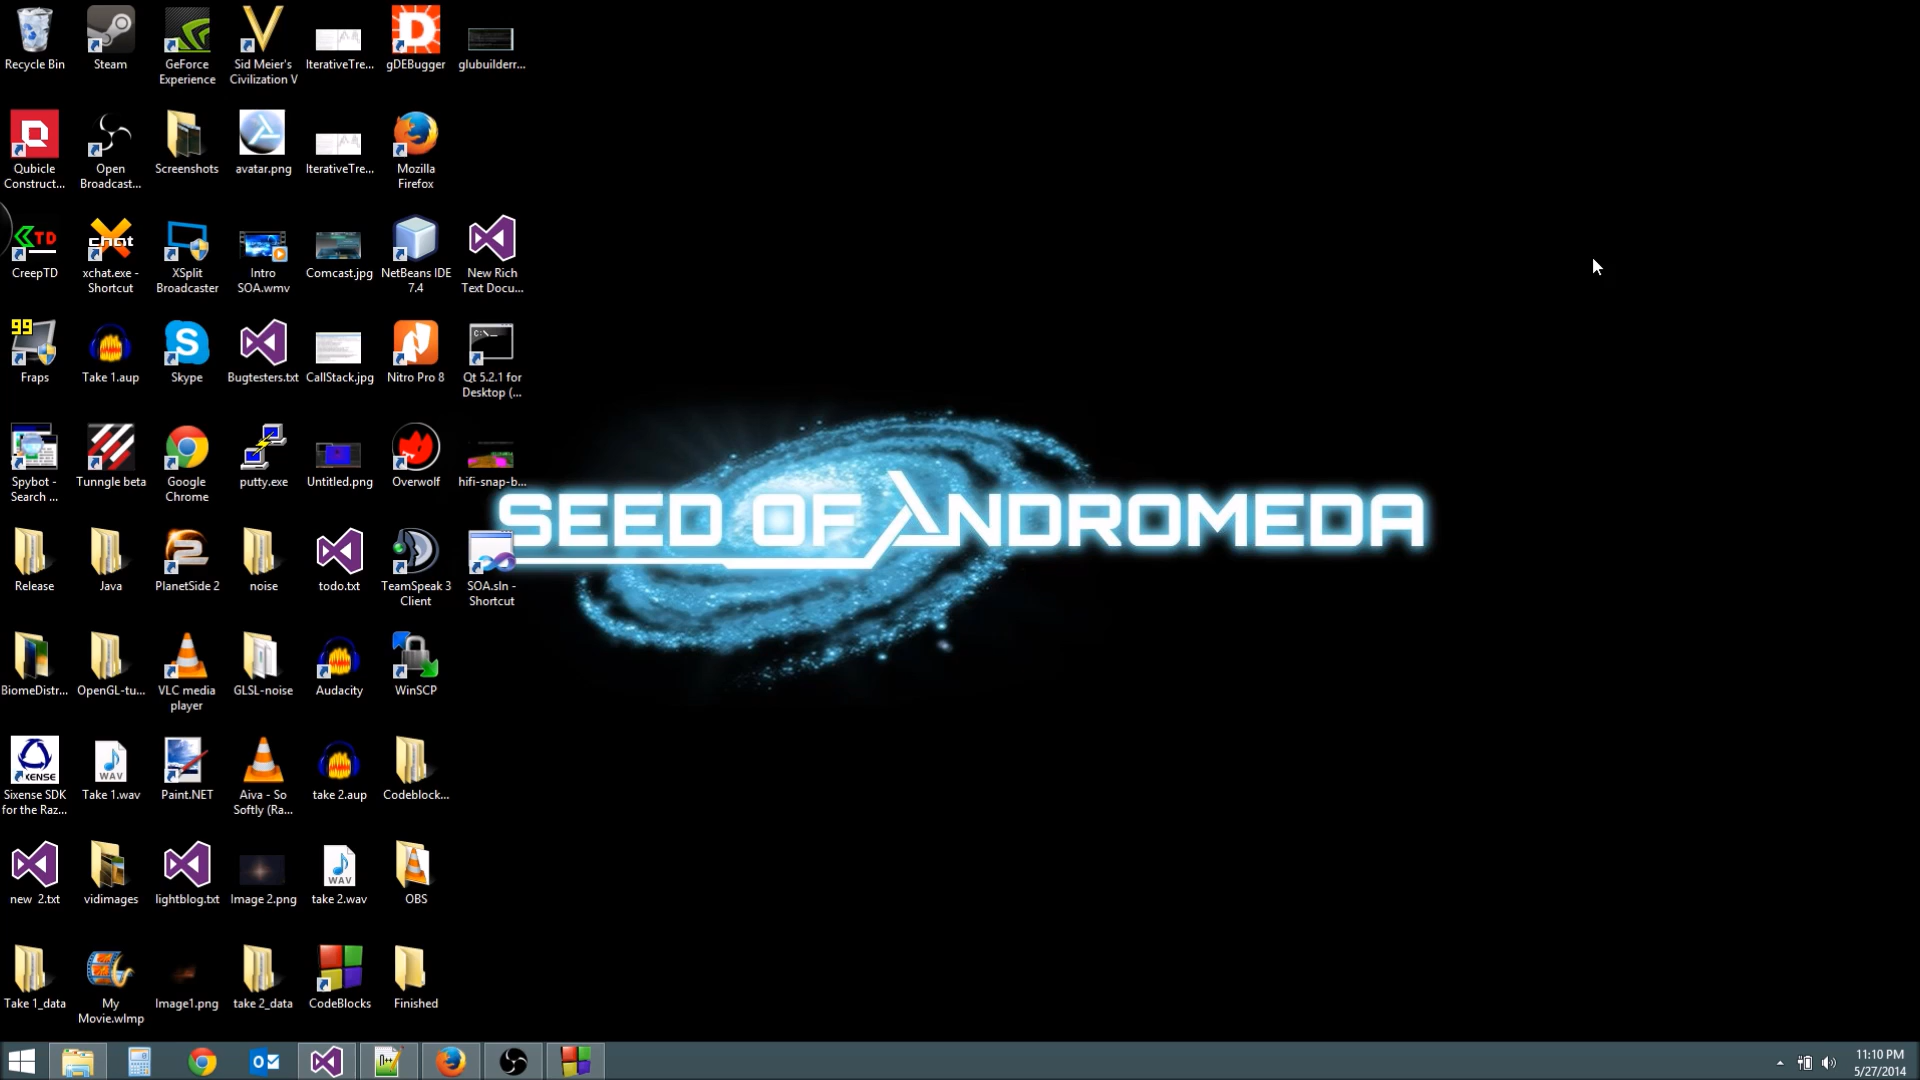 Recycle Bin
Steam
GeForce
Experience
Sid Meier's
Civilization V
IterativeTre...
gDEBugger
glubuilderr...
Qubicle
Construct...
Open
Broadcast...
Screenshots
avatar.png
IterativeTre...
Mozilla
Firefox
CTD
CreepTD
chat
xchat.exe -
Shortcut
XSplit
Broadcaster
Intro
SOA.wmv
Comcast.jpg
NetBeans IDE
7.4
New Rich
Text Docu...
99
Fraps
Take 1.aup
Skype
Bugtesters.txt
CallStack.jpg
Nitro Pro 8
C:\_
Qt 5.2.1 for
Desktop (...
Spybot -
Search ...
Tunngle beta
Google
Chrome
putty.exe
Untitled.png
Overwolf
hifi-snap-b...
SEED OF ANDROMEDA
Release
Java
PlanetSide 2
noise
todo.txt
TeamSpeak 3
Client
SOA.sln -
Shortcut
BiomeDistr...
OpenGL-tu...
VLC media
player
GLSL-noise
Audacity
WinSCP
XENSE
Sixense SDK
for the Raz...
WAV
Take 1.wav
Paint.NET
Aiva - So
Softly (Ra...
take 2.aup
Codeblock...
new  2.txt
vidimages
lightblog.txt
Image 2.png
WAV
take 2.wav
OBS
Take 1_data
My
Movie.wlmp
Image1.png
take 2_data
CodeBlocks
Finished
11:10 PM
5/27/2014